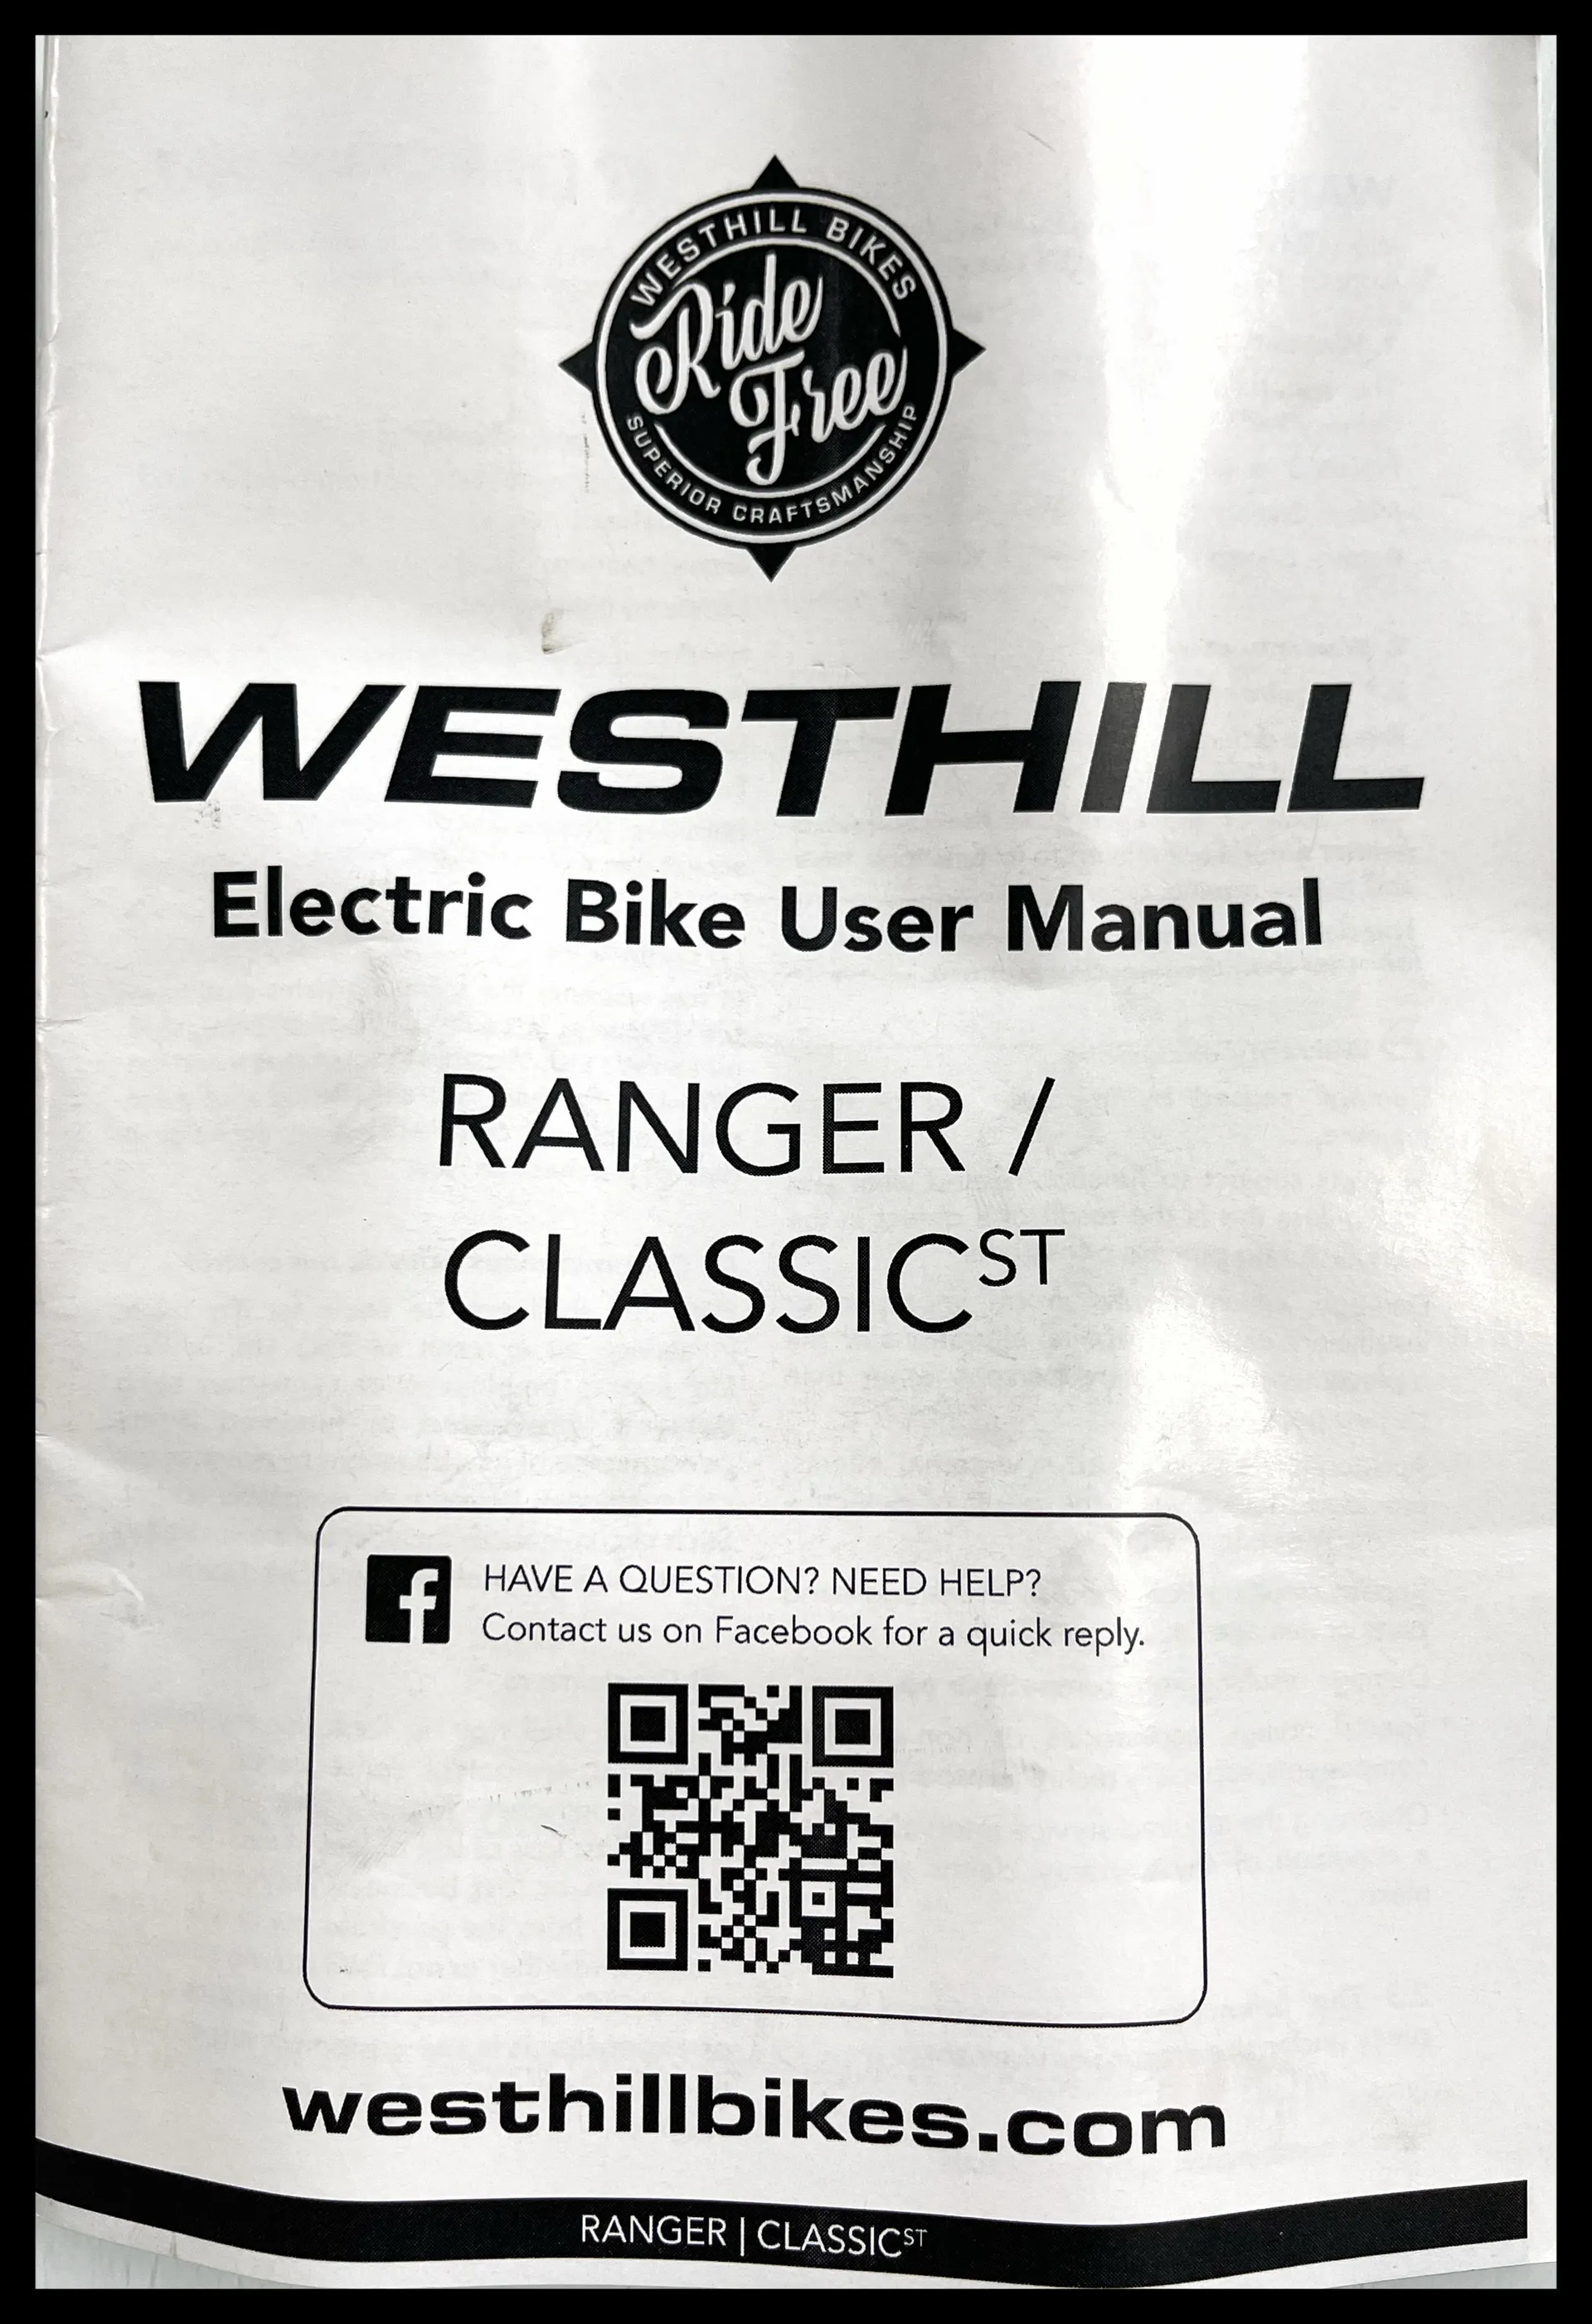 WESTHILL BIKES
Ride
Free
SUPERIOR CRAFTSMANSHIP
WESTHILL
Electric Bike User Manual
RANGER /
CLASSICST
HAVE A QUESTION? NEED HELP?
Contact us on Facebook for a quick reply.
westhillbikes.com
RANGER | CLASSICST